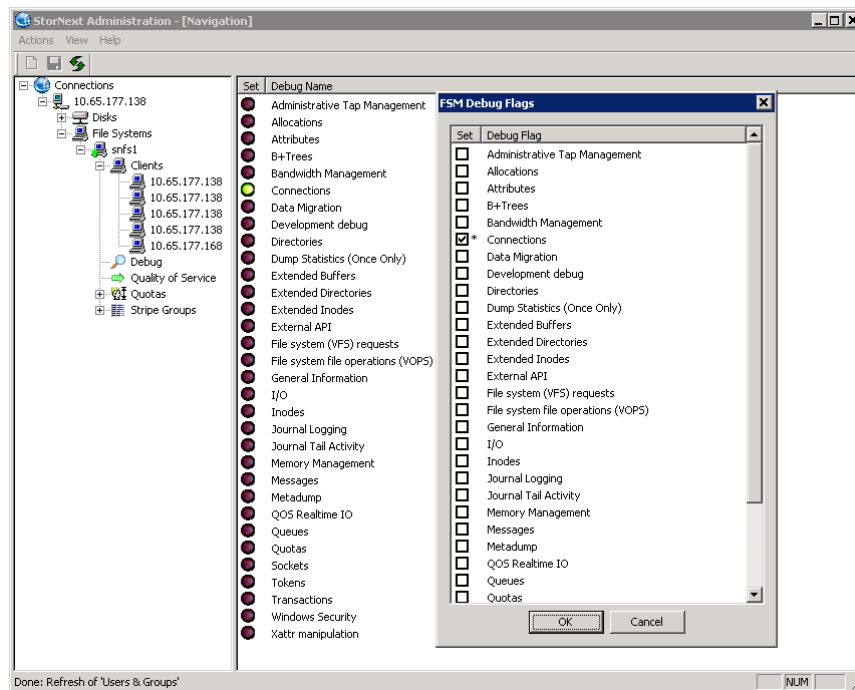 StorNext Administration - [Navigation]
Actions View Help
Connections
10.65.177.138
Disks
File Systems
snfs1
Clients
10.65.177.138
10.65.177.138
10.65.177.138
10.65.177.138
10.65.177.168
Debug
Quality of Service
Quotas
Stripe Groups
Set Debug Name
Administrative Tap Management
Allocations
Attributes
B+Trees
Bandwidth Management
Connections
Data Migration
Development debug
Directories
Dump Statistics (Once Only)
Extended Buffers
Extended Directories
Extended Inodes
External API
File system (VFS) requests
File system file operations (VOPS)
General Information
I/O
Inodes
Journal Logging
Journal Tail Activity
Memory Management
Messages
Metadump
QOS Realtime IO
Queues
Quotas
Sockets
Tokens
Transactions
Windows Security
Xattr manipulation
FSM Debug Flags
Set Debug Flag
Administrative Tap Management
Allocations
Attributes
B+Trees
Bandwidth Management
* Connections
Data Migration
Development debug
Directories
Dump Statistics (Once Only)
Extended Buffers
Extended Directories
Extended Inodes
External API
File system (VFS) requests
File system file operations (VOPS)
General Information
I/O
Inodes
Journal Logging
Journal Tail Activity
Memory Management
Messages
Metadump
QOS Realtime IO
Queues
Quotas
OK Cancel
Done: Refresh of 'Users & Groups'
NUM